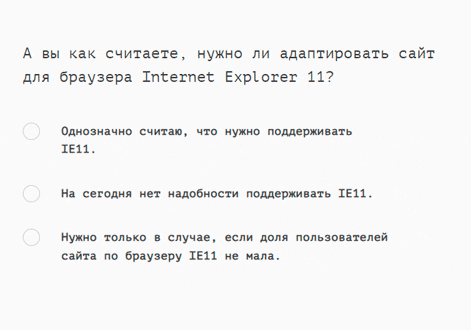 А вы как считаете, нужно ли адаптировать сайт
для браузера Internet Explorer 11?
Однозначно считаю, что нужно поддерживать
IE11.
На сегодня нет надобности поддерживать IE11.
Нужно только в случае, если доля пользователей
сайта по браузеру IE11 не мала.